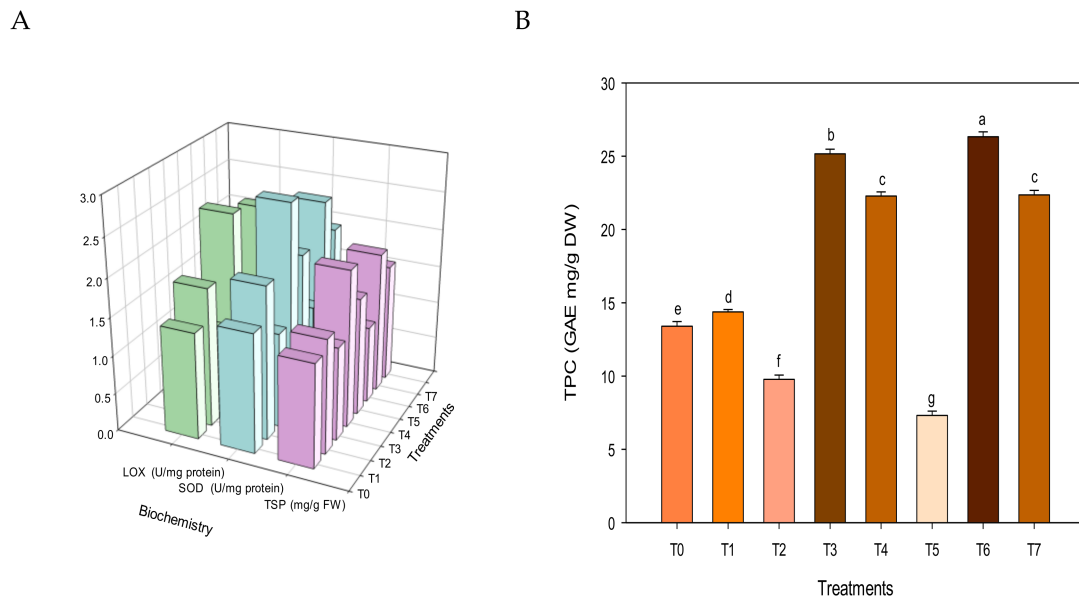 A
3.0
2.5
2.0
1.5
1.0
0.5
0.0
LOX (U/mg protein)
SOD (U/mg protein)
TSP (mg/g FW)
Biochemistry
T0
T1
T2
T3
T4
T5
T6
T7
Treatments
B
TPC (GAE mg/g DW)
30
25
20
15
10
5
0
e
d
f
b
c
g
a
c
T0 T1 T2 T3 T4 T5 T6 T7
Treatments